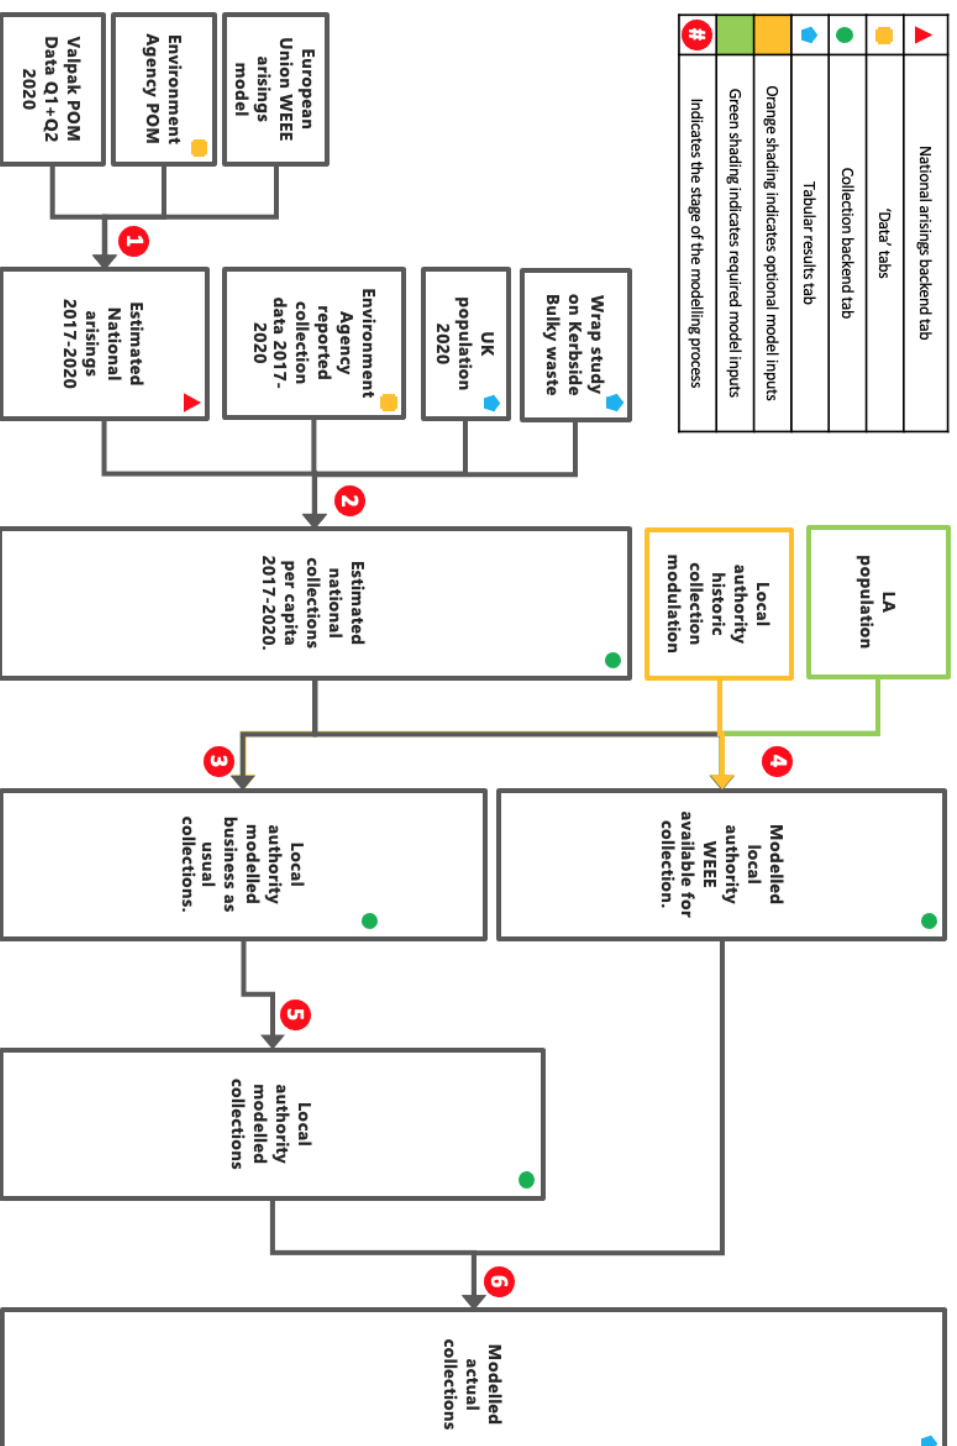 National arisings backend tab
'Data' tabs
Collection backend tab
Tabular results tab
Orange shading indicates optional model inputs
Green shading indicates required model inputs
#
Indicates the stage of the modelling process
European
Union WEEE
arisings
model
Environment
Agency POM
Valpak POM
Data Q1+Q2
2020
1
Wrap study
on Kerbside
Bulky waste
UK
population
2020
Environment
Agency
reported
collection
data 2017-
2020
Estimated
National
arisings
2017-2020
2
LA
population
Local
authority
historic
collection
modulation
Estimated
national
collections
per capita
2017-2020.
4
3
Modelled
local
authority
WEEE
available for
collection.
Local
authority
modelled
business as
usual
collections.
5
Local
authority
modelled
collections
6
Modelled
actual
collections